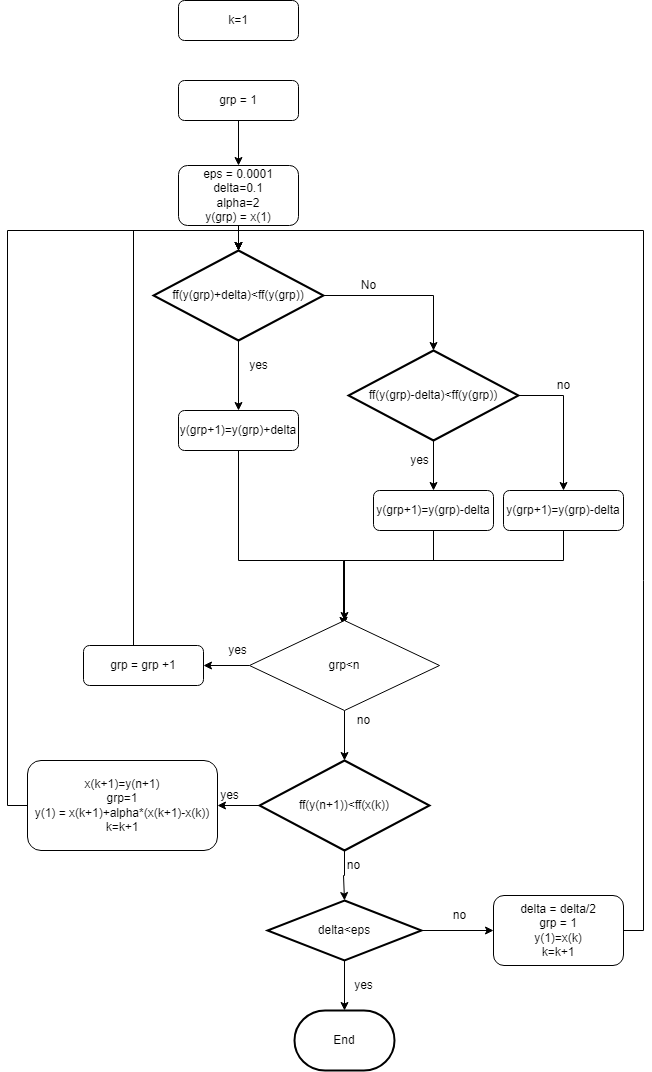 k=1
grp = 1
eps = 0.0001
delta=0.1
alpha=2
y(grp) = x(1)
ff(y(grp)+delta)<ff(y(grp))
No
yes
ff(y(grp)-delta)<ff(y(grp))
no
y(grp+1)=y(grp)+delta
yes
y(grp+1)=y(grp)-delta
y(grp+1)=y(grp)-delta
grp<n
yes
grp = grp +1
no
ff(y(n+1))<ff(x(k))
yes
x(k+1)=y(n+1)
grp=1
y(1) = x(k+1)+alpha*(x(k+1)-x(k))
k=k+1
no
delta<eps
no
delta = delta/2
grp = 1
y(1)=x(k)
k=k+1
yes
End